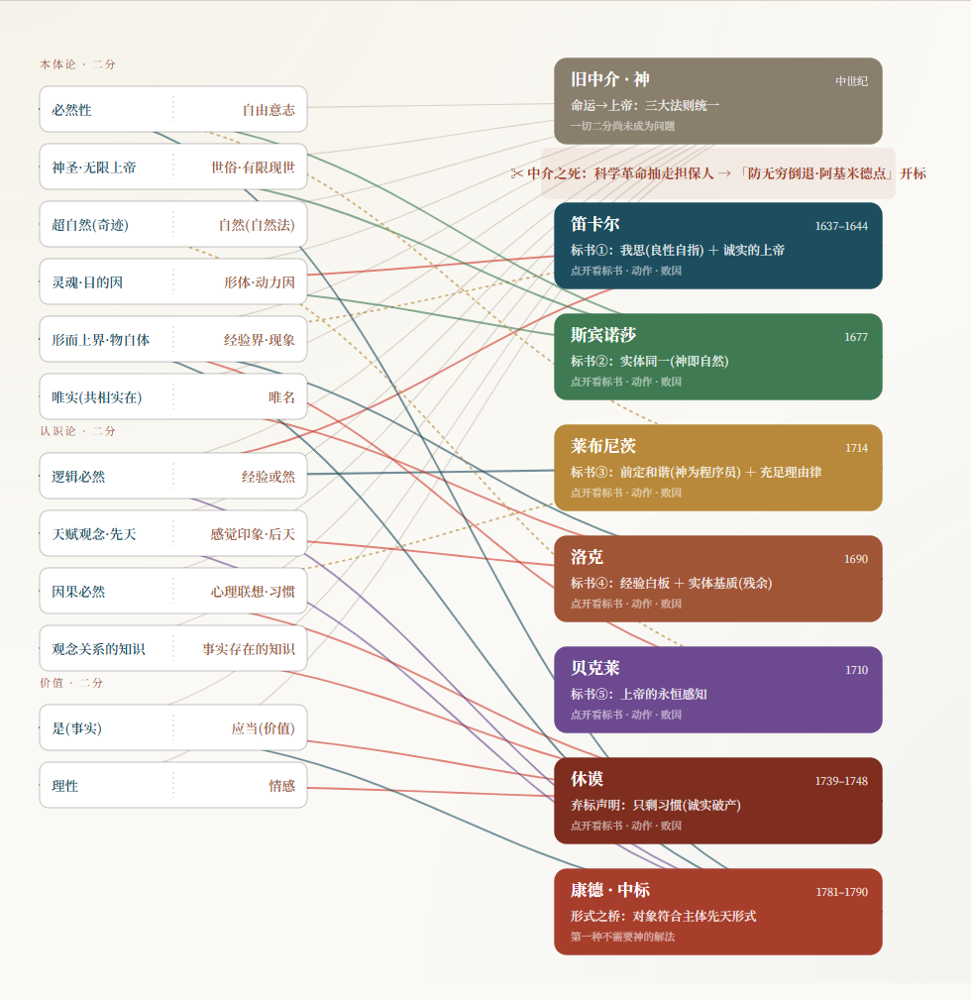 本体论 · 二分
必然性 自由意志
神圣·无限上帝 世俗·有限现世
超自然(奇迹) 自然(自然法)
灵魂·目的因 形体·动力因
形而上界·物自体 经验界·现象
唯实(共相实在) 唯名
认识论 · 二分
逻辑必然 经验或然
天赋观念·先天 感觉印象·后天
因果必然 心理联想·习惯
观念关系的知识 事实存在的知识
价值 · 二分
是(事实) 应当(价值)
理性 情感
旧中介 · 神 中世纪
命运→上帝：三大法则统一
一切二分尚未成为问题
✂ 中介之死：科学革命抽走担保人 → 「防无穷倒退·阿基米德点」开标
笛卡尔 1637–1644
标书①：我思(良性自指) ＋ 诚实的上帝
点开看标书 · 动作 · 败因
斯宾诺莎 1677
标书②：实体同一(神即自然)
点开看标书 · 动作 · 败因
莱布尼茨 1714
标书③：前定和谐(神为程序员) ＋ 充足理由律
点开看标书 · 动作 · 败因
洛克 1690
标书④：经验白板 ＋ 实体基质(残余)
点开看标书 · 动作 · 败因
贝克莱 1710
标书⑤：上帝的永恒感知
点开看标书 · 动作 · 败因
休谟 1739–1748
弃标声明：只剩习惯(诚实破产)
点开看标书 · 动作 · 败因
康德 · 中标 1781–1790
形式之桥：对象符合主体先天形式
第一种不需要神的解法